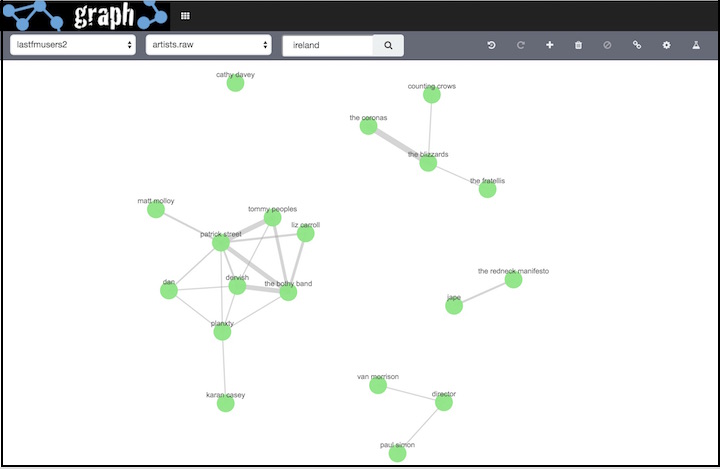 graph
lastfmusers2
artists.raw
ireland
cathy davey
counting crows
the coronas
the blizzards
the fratellis
matt molloy
tommy peoples
liz carroll
patrick street
the redneck manifesto
dan
dervish
the bothy band
jape
planxty
van morrison
karan casey
director
paul simon